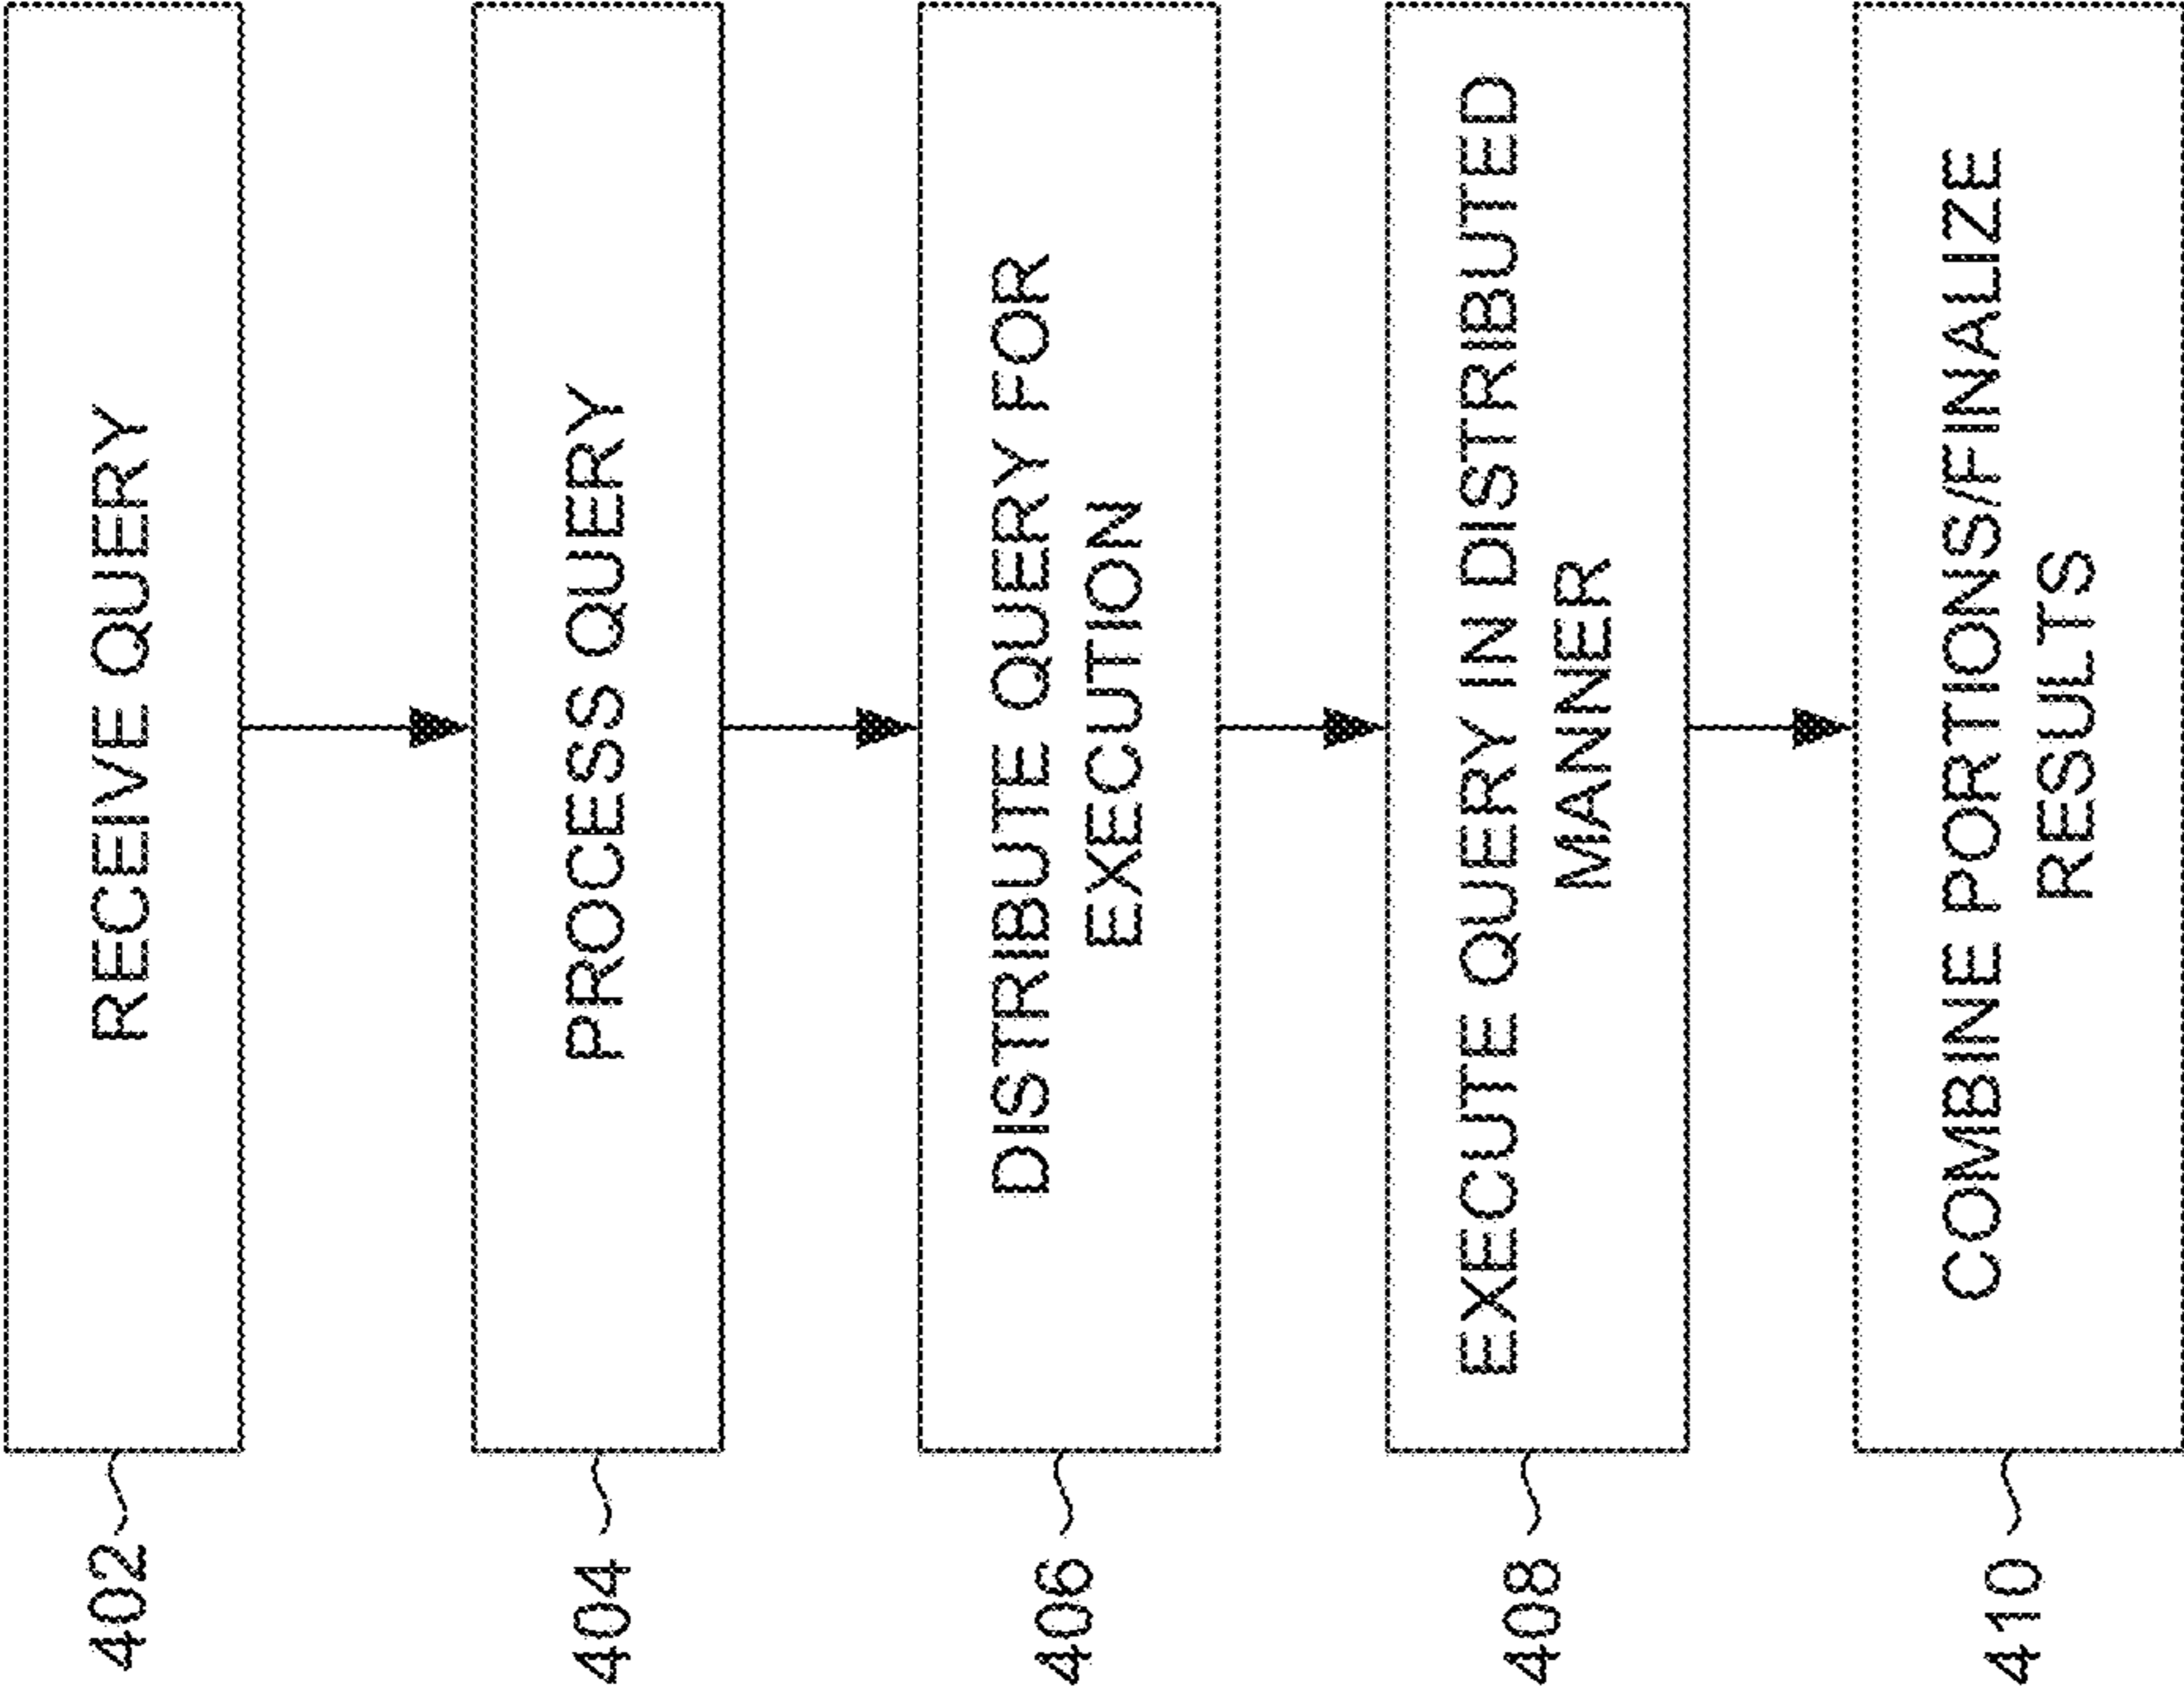 402
RECEIVE QUERY
404
PROCESS QUERY
406
DISTRIBUTE QUERY FOR
EXECUTION
408
EXECUTE QUERY IN DISTRIBUTED
MANNER
410
COMBINE PORTIONS/FINALIZE
RESULTS